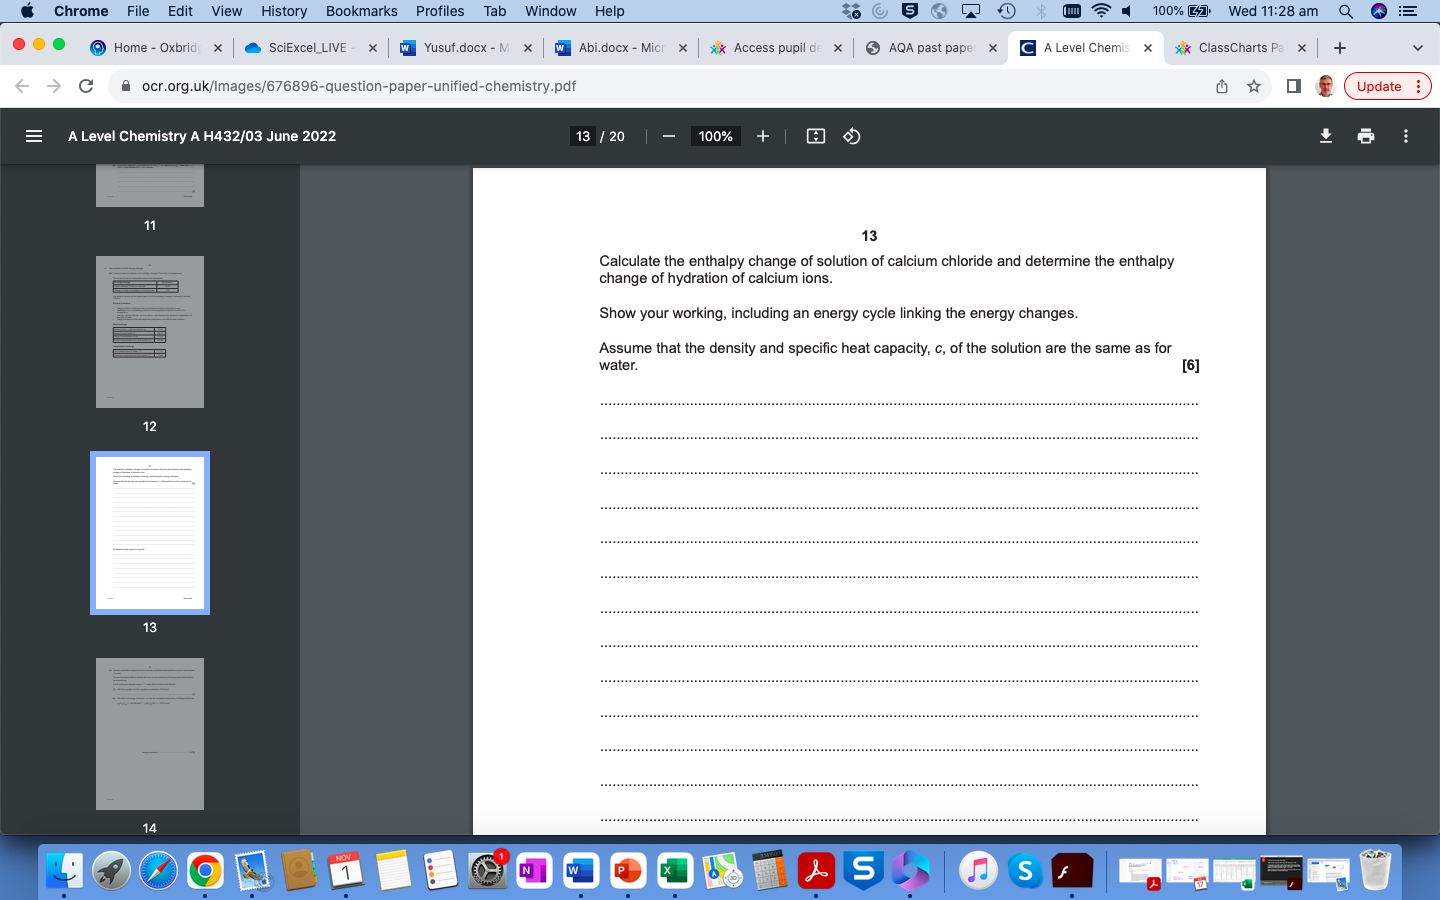 Chrome File Edit View History Bookmarks Profiles Tab Window Help 100% Wed 11:28 am
Home - Oxbrid SciExcel_LIVE - Yusuf.docx - M Abi.docx - Micr Access pupil de AQA past pape A Level Chemis ClassCharts Pa
ocr.org.uk/Images/676896-question-paper-unified-chemistry.pdf Update
A Level Chemistry A H432/03 June 2022 13 / 20 100%
11
12
13
14
13
Calculate the enthalpy change of solution of calcium chloride and determine the enthalpy
change of hydration of calcium ions.
Show your working, including an energy cycle linking the energy changes.
Assume that the density and specific heat capacity, c, of the solution are the same as for
water. [6]
NOV
1
1